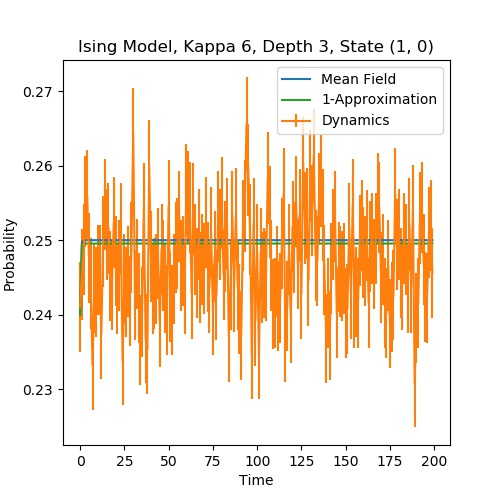 Ising Model, Kappa 6, Depth 3, State (1, 0)
Mean Field
1-Approximation
Dynamics
0.27
0.26
0.25
0.24
0.23
Probability
0 25 50 75 100 125 150 175 200
Time